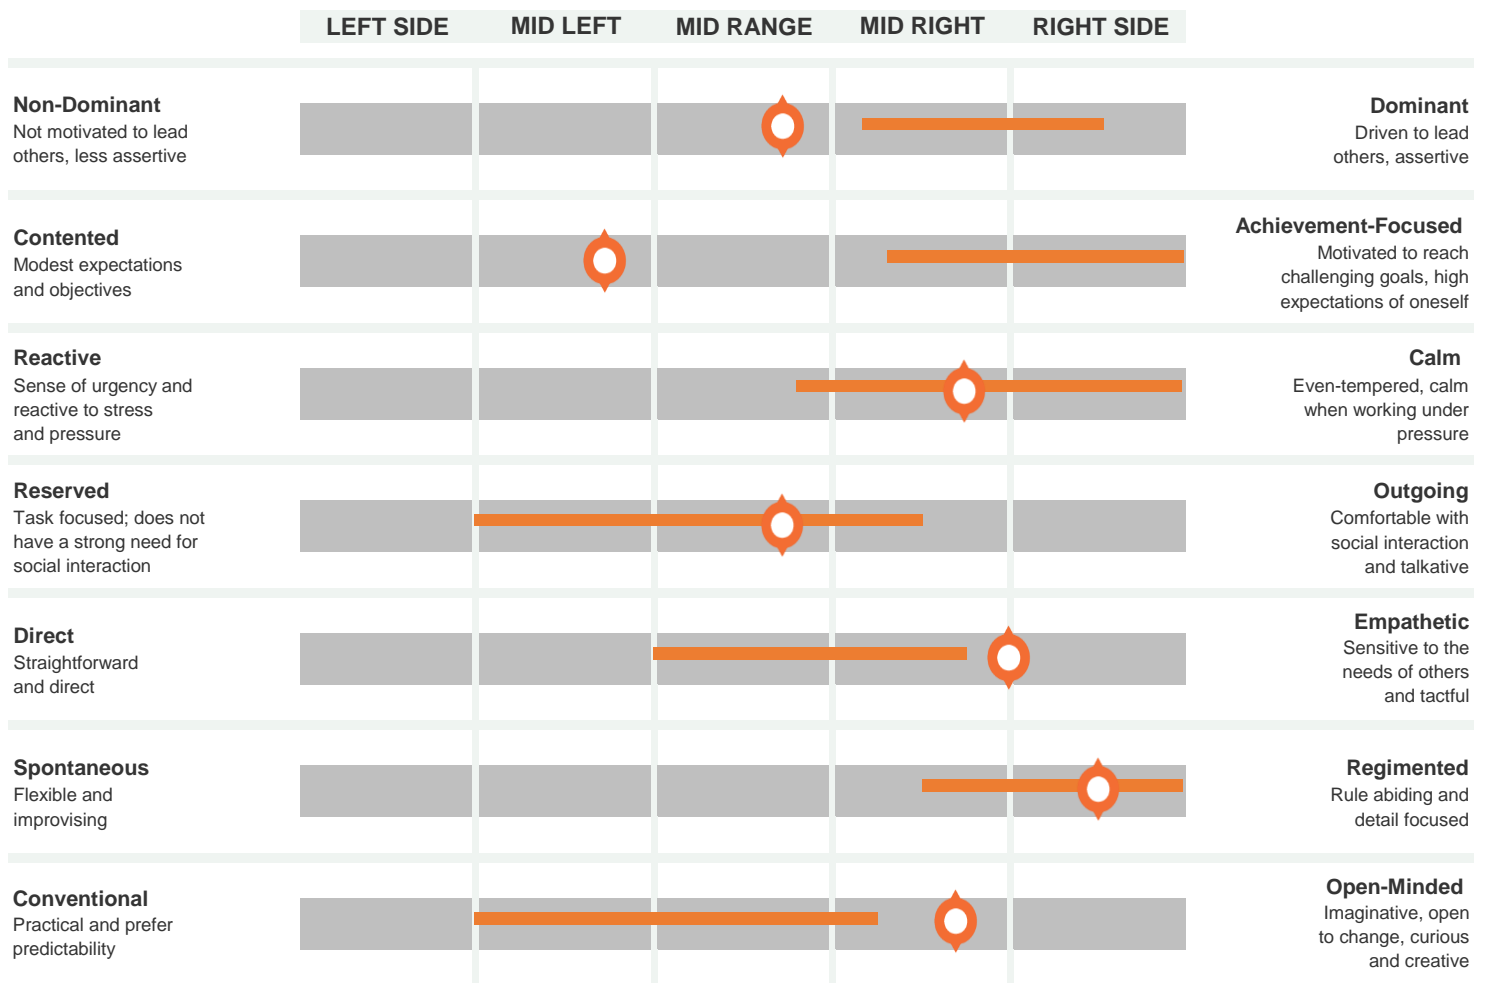 LEFT SIDE MID LEFT MID RANGE MID RIGHT RIGHT SIDE
Non-Dominant
Not motivated to lead
others, less assertive
Dominant
Driven to lead
others, assertive
Contented
Modest expectations
and objectives
Achievement-Focused
Motivated to reach
challenging goals, high
expectations of oneself
Reactive
Sense of urgency and
reactive to stress
and pressure
Calm
Even-tempered, calm
when working under
pressure
Reserved
Task focused; does not
have a strong need for
social interaction
Outgoing
Comfortable with
social interaction
and talkative
Direct
Straightforward
and direct
Empathetic
Sensitive to the
needs of others
and tactful
Spontaneous
Flexible and
improvising
Regimented
Rule abiding and
detail focused
Conventional
Practical and prefer
predictability
Open-Minded
Imaginative, open
to change, curious
and creative